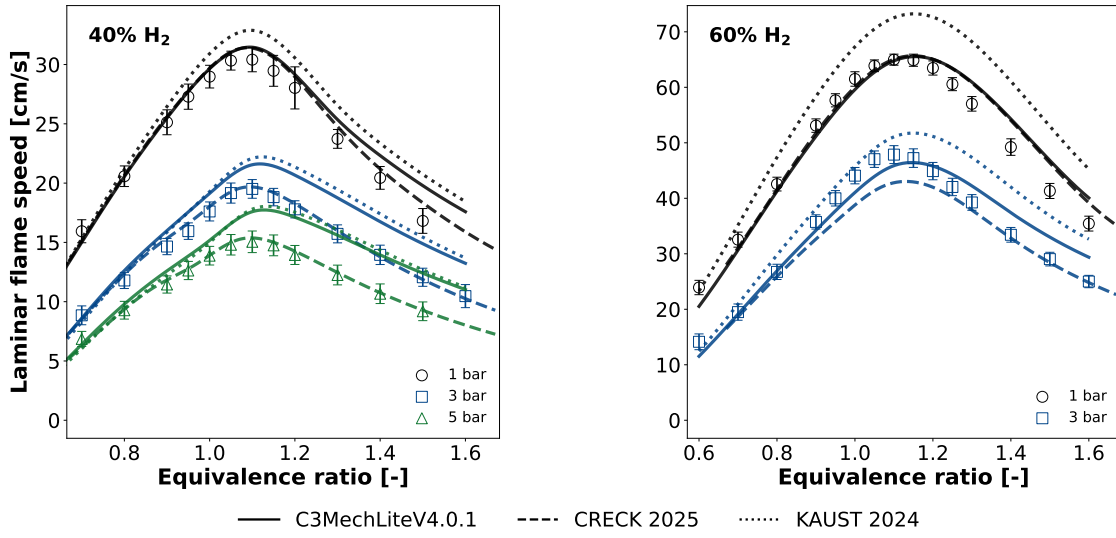 40% H₂
Laminar flame speed [cm/s]
30
25
20
15
10
5
0
0.8
1.0
1.2
1.4
1.6
Equivalence ratio [-]
1 bar
3 bar
5 bar
60% H₂
70
60
50
40
30
20
10
0
0.6
0.8
1.0
1.2
1.4
1.6
Equivalence ratio [-]
1 bar
3 bar
C3MechLiteV4.0.1
CRECK 2025
KAUST 2024